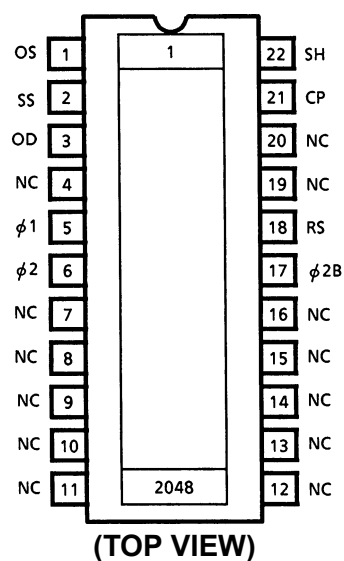 OS 1 1 22 SH
SS 2 21 CP
OD 3 20 NC
NC 4 19 NC
ϕ1 5 18 RS
ϕ2 6 17 ϕ2B
NC 7 16 NC
NC 8 15 NC
NC 9 14 NC
NC 10 13 NC
NC 11 2048 12 NC
(TOP VIEW)